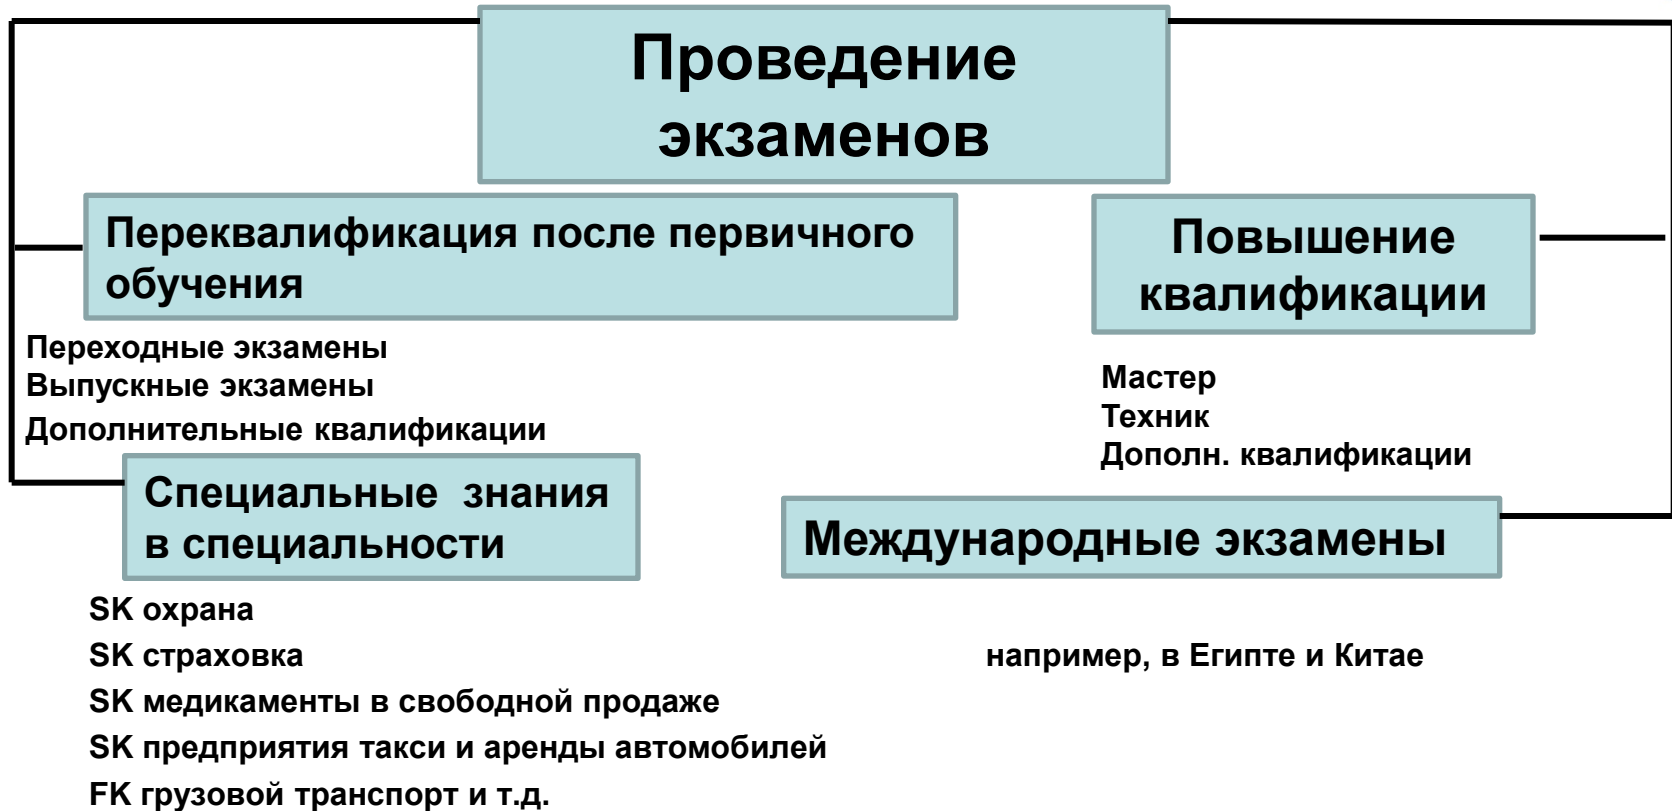 Проведение
экзаменов
Переквалификация после первичного
обучения
Переходные экзамены
Выпускные экзамены
Дополнительные квалификации
Повышение
квалификации
Мастер
Техник
Дополн. квалификации
Специальные знания
в специальности
SK охрана
SK страховка
SK медикаменты в свободной продаже
SK предприятия такси и аренды автомобилей
FK грузовой транспорт и т.д.
Международные экзамены
например, в Египте и Китае